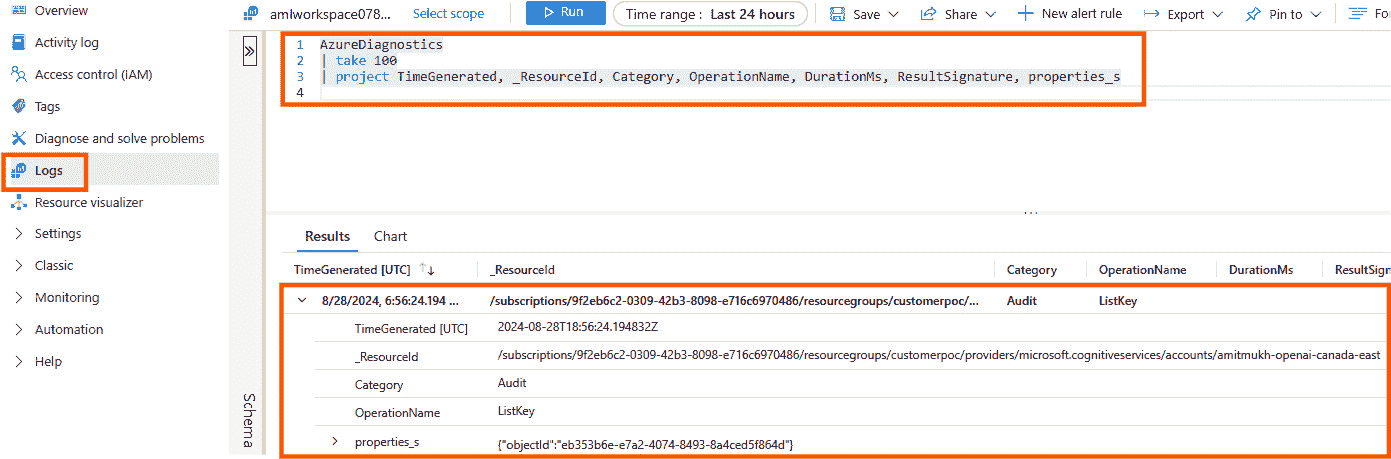 Overview
Activity log
Access control (IAM)
Tags
Diagnose and solve problems
Logs
Resource visualizer
Settings
Classic
Monitoring
Automation
Help
amlworkspace078... Select scope Run Time range : Last 24 hours Save Share New alert rule Export Pin to Fo
1 AzureDiagnostics
2 | take 100
3 | project TimeGenerated, _ResourceId, Category, OperationName, DurationMs, ResultSignature, properties_s
4
Schema
...
Results Chart
TimeGenerated [UTC] _ResourceId Category OperationName DurationMs ResultSign
8/28/2024, 6:56:24.194 ... /subscriptions/9f2eb6c2-0309-42b3-8098-e716c6970486/resourcegroups/customerpoc/... Audit ListKey
TimeGenerated [UTC] 2024-08-28T18:56:24.194832Z
_ResourceId /subscriptions/9f2eb6c2-0309-42b3-8098-e716c6970486/resourcegroups/customerpoc/providers/microsoft.cognitiveservices/accounts/amitmukh-openai-canada-east
Category Audit
OperationName ListKey
properties_s {"objectId":"eb353b6e-e7a2-4074-8493-8a4ced5f864d"}